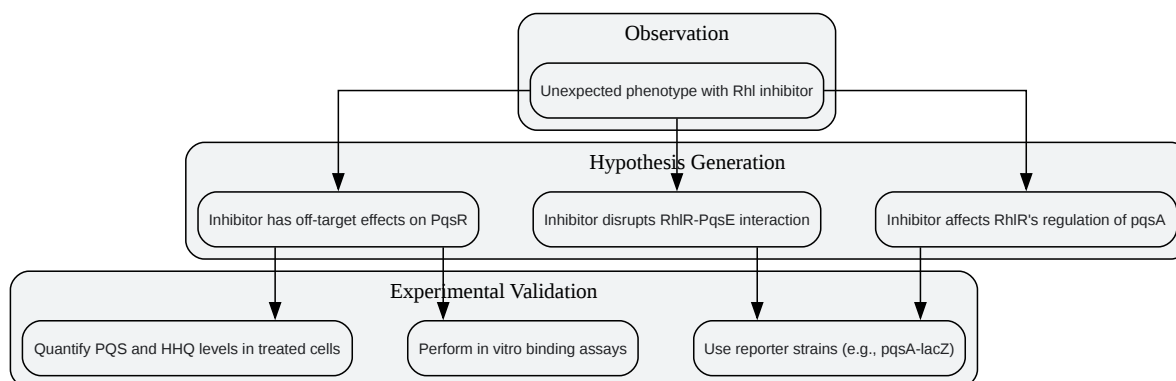 Observation
Unexpected phenotype with Rhl inhibitor
Hypothesis Generation
Inhibitor has off-target effects on PqsR
Inhibitor disrupts RhlR-PqsE interaction
Inhibitor affects RhlR's regulation of pqsA
Experimental Validation
Quantify PQS and HHQ levels in treated cells
Perform in vitro binding assays
Use reporter strains (e.g., pqsA-lacZ)